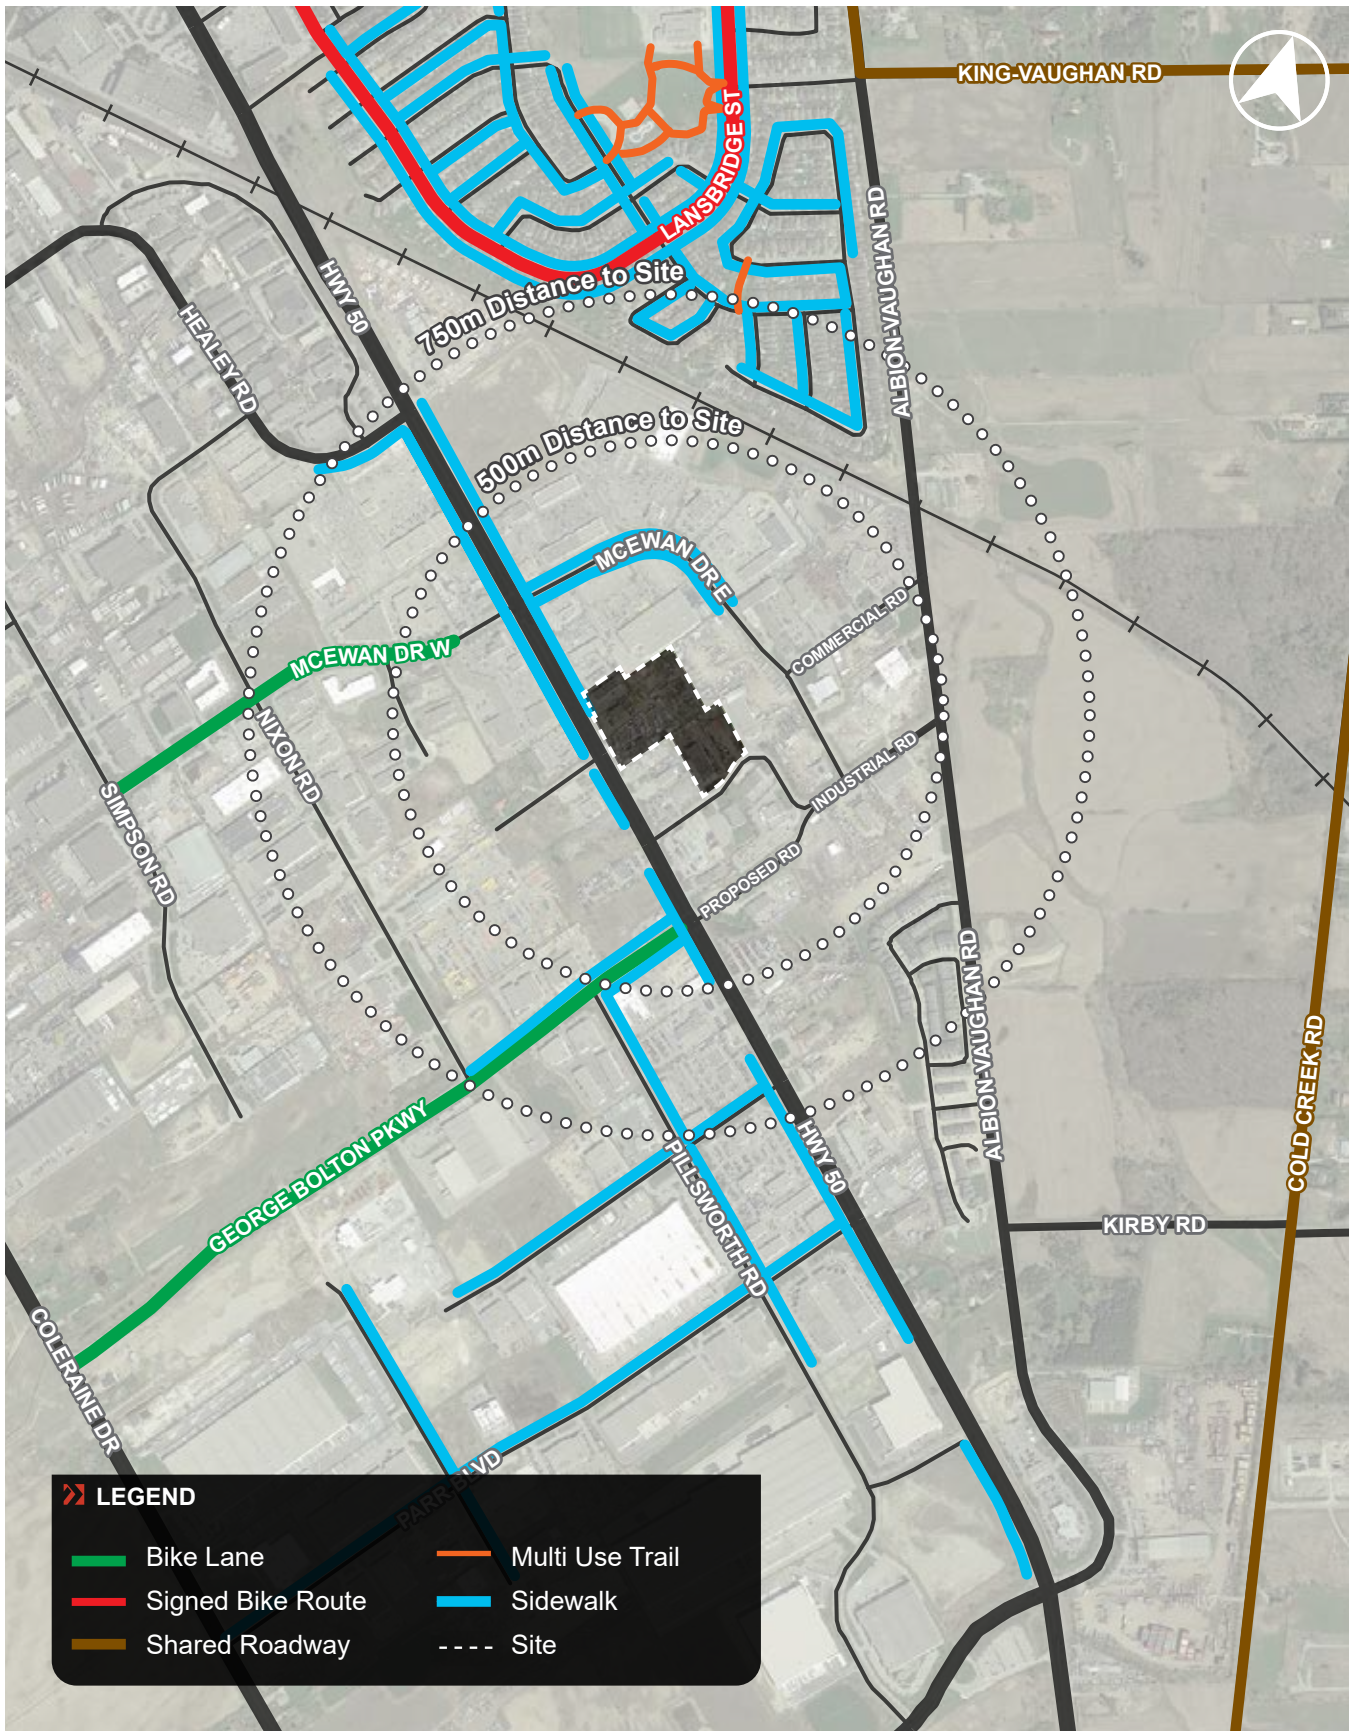 KING-VAUGHAN RD
LANSBRIDGE ST
ALBION-VAUGHAN RD
HWY 50
750m Distance to Site
HEALEY RD
500m Distance to Site
MCEWAN DR E
COMMERCIAL RD
MCEWAN DR W
NIXON RD
INDUSTRIAL RD
SIMPSON RD
PROPOSED RD
ALBION-VAUGHAN RD
COLD CREEK RD
GEORGE BOLTON PKWY
HWY 50
PILLSWORTH RD
KIRBY RD
COLERAINE DR
PARR BLVD
LEGEND
Bike Lane
Signed Bike Route
Shared Roadway
Multi Use Trail
Sidewalk
Site